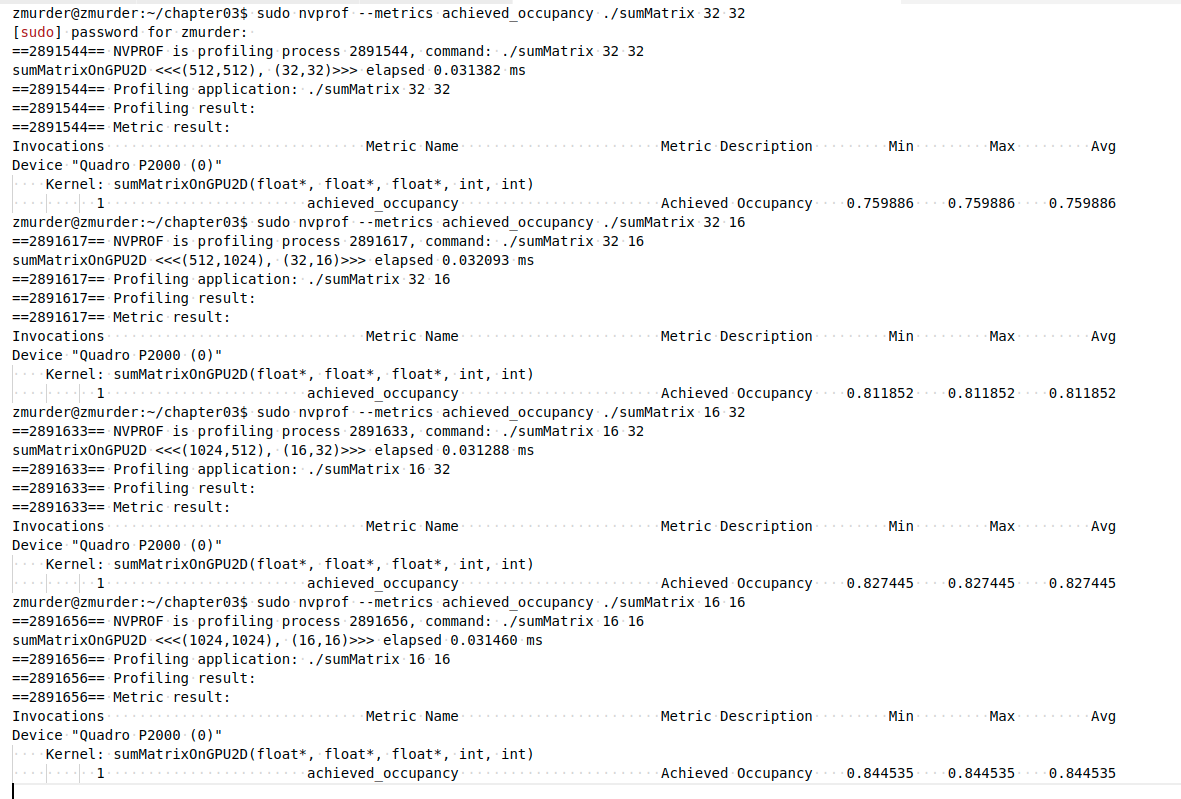 zmurder@zmurder:~/chapter03$ sudo nvprof --metrics achieved_occupancy ./sumMatrix 32 32
[sudo] password for zmurder:
==2891544== NVPROF is profiling process 2891544, command: ./sumMatrix 32 32
sumMatrixOnGPU2D <<<(512,512), (32,32)>>> elapsed 0.031382 ms
==2891544== Profiling application: ./sumMatrix 32 32
==2891544== Profiling result:
==2891544== Metric result:
Invocations Metric Name Metric Description Min Max Avg
Device "Quadro P2000 (0)"
Kernel: sumMatrixOnGPU2D(float*, float*, float*, int, int)
1 achieved_occupancy Achieved Occupancy 0.759886 0.759886 0.759886
zmurder@zmurder:~/chapter03$ sudo nvprof --metrics achieved_occupancy ./sumMatrix 32 16
==2891617== NVPROF is profiling process 2891617, command: ./sumMatrix 32 16
sumMatrixOnGPU2D <<<(512,1024), (32,16)>>> elapsed 0.032093 ms
==2891617== Profiling application: ./sumMatrix 32 16
==2891617== Profiling result:
==2891617== Metric result:
Invocations Metric Name Metric Description Min Max Avg
Device "Quadro P2000 (0)"
Kernel: sumMatrixOnGPU2D(float*, float*, float*, int, int)
1 achieved_occupancy Achieved Occupancy 0.811852 0.811852 0.811852
zmurder@zmurder:~/chapter03$ sudo nvprof --metrics achieved_occupancy ./sumMatrix 16 32
==2891633== NVPROF is profiling process 2891633, command: ./sumMatrix 16 32
sumMatrixOnGPU2D <<<(1024,512), (16,32)>>> elapsed 0.031288 ms
==2891633== Profiling application: ./sumMatrix 16 32
==2891633== Profiling result:
==2891633== Metric result:
Invocations Metric Name Metric Description Min Max Avg
Device "Quadro P2000 (0)"
Kernel: sumMatrixOnGPU2D(float*, float*, float*, int, int)
1 achieved_occupancy Achieved Occupancy 0.827445 0.827445 0.827445
zmurder@zmurder:~/chapter03$ sudo nvprof --metrics achieved_occupancy ./sumMatrix 16 16
==2891656== NVPROF is profiling process 2891656, command: ./sumMatrix 16 16
sumMatrixOnGPU2D <<<(1024,1024), (16,16)>>> elapsed 0.031460 ms
==2891656== Profiling application: ./sumMatrix 16 16
==2891656== Profiling result:
==2891656== Metric result:
Invocations Metric Name Metric Description Min Max Avg
Device "Quadro P2000 (0)"
Kernel: sumMatrixOnGPU2D(float*, float*, float*, int, int)
1 achieved_occupancy Achieved Occupancy 0.844535 0.844535 0.844535